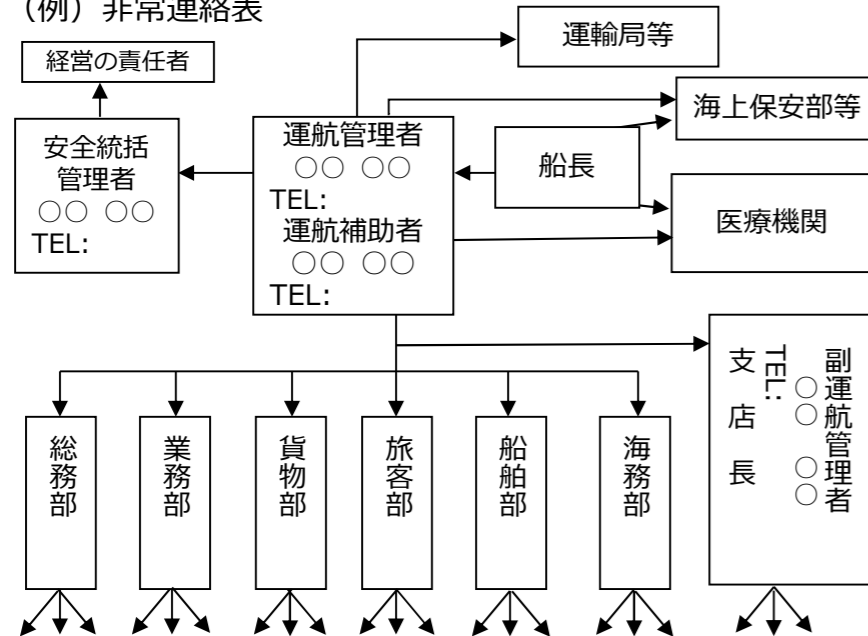 （例）非常連絡表
運輸局等
経営の責任者
海上保安部等
安全統括
管理者
○○ ○○
TEL:
運航管理者
○○ ○○
TEL:
運航補助者
○○ ○○
TEL:
船長
医療機関
副運航管理者
○○ ○○
TEL:
支店長
総務部
業務部
貨物部
旅客部
船舶部
海務部